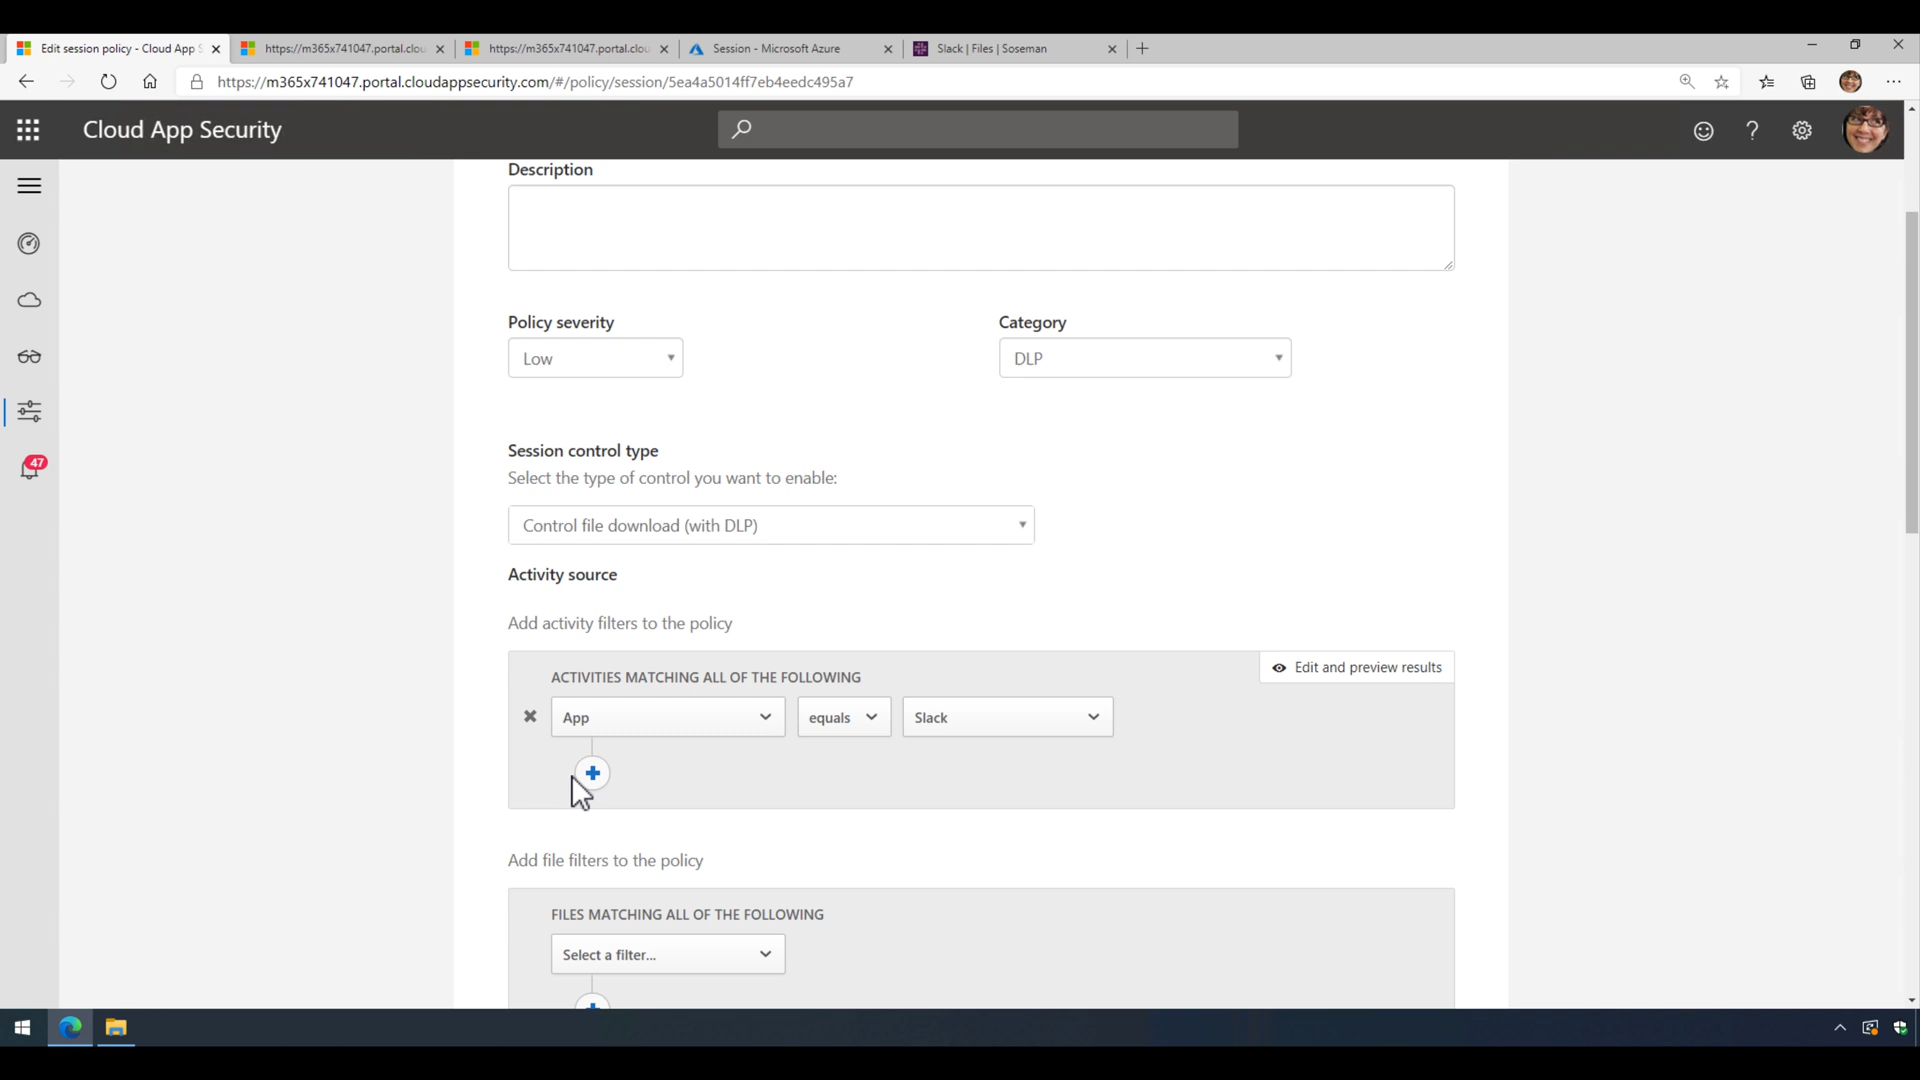 Edit session policy - Cloud App S
https://m365x741047.portal.clou
https://m365x741047.portal.clou
Session - Microsoft Azure
Slack | Files | Soseman
https://m365x741047.portal.cloudappsecurity.com/#/policy/session/5ea4a5014ff7eb4eedc495a7
Cloud App Security
?
Description
Policy severity
Category
Low
DLP
Session control type
Select the type of control you want to enable:
47
Control file download (with DLP)
Activity source
Add activity filters to the policy
Edit and preview results
ACTIVITIES MATCHING ALL OF THE FOLLOWING
App
equals
Slack
Add file filters to the policy
FILES MATCHING ALL OF THE FOLLOWING
Select a filter...